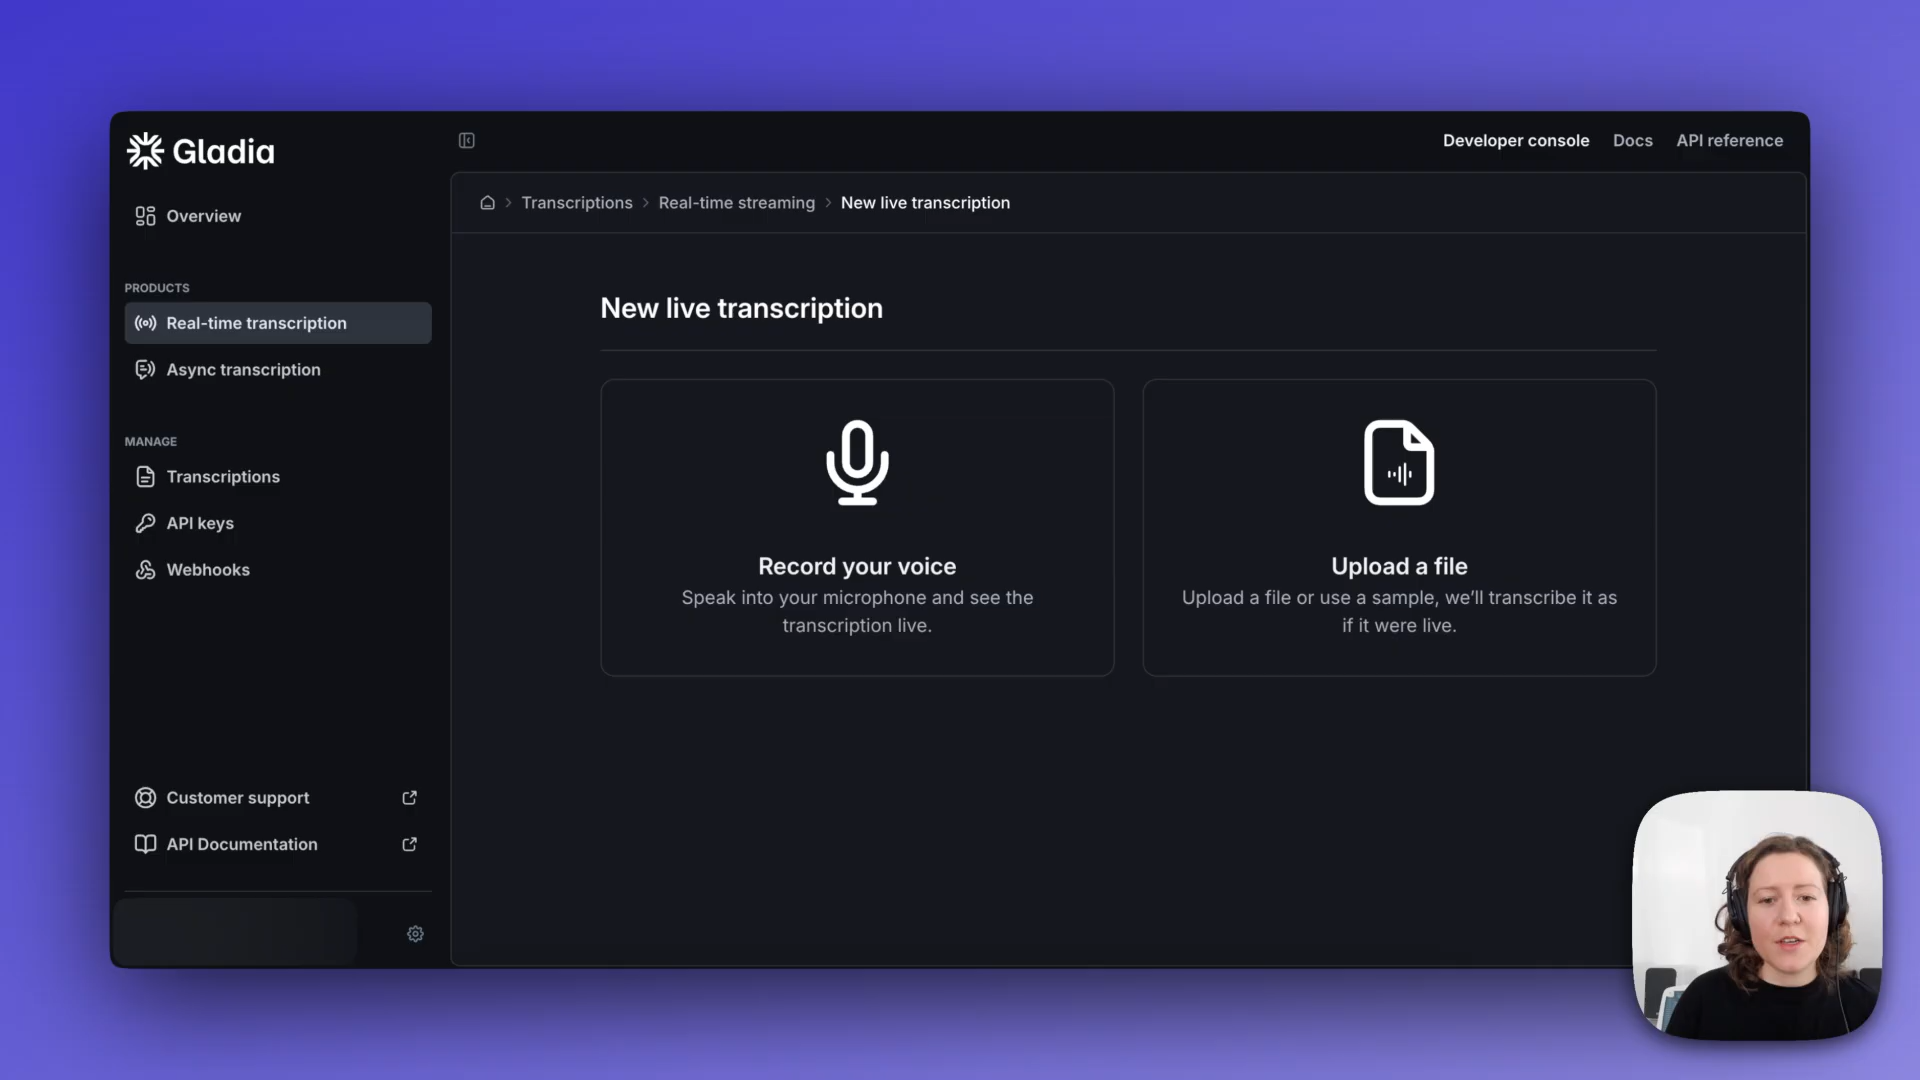 Gladia
Overview
PRODUCTS
Real-time transcription
Async transcription
MANAGE
Transcriptions
API keys
Webhooks
Customer support
API Documentation
Developer console
Docs
API reference
Transcriptions
Real-time streaming
New live transcription
New live transcription
Record your voice
Speak into your microphone and see the
transcription live.
Upload a file
Upload a file or use a sample, we’ll transcribe it as
if it were live.